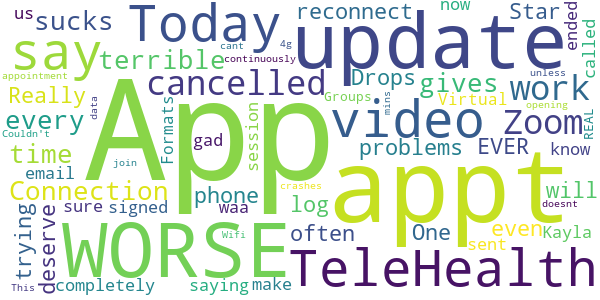 us sucks Today reconnect now Star ended
say terrible cant 4g update called
appointment continuously unless
Really cancelled Drops gives work
data App Formats Groups mins Virtual opening
every gad session video Zoom REAL
Couldn't time problems EVER know
email join phone crashes appt doesnt
Connection will
trying deserve sure signed waa log often One even Kayla
WORSE Wifi sent
This completely saying make TeleHealth